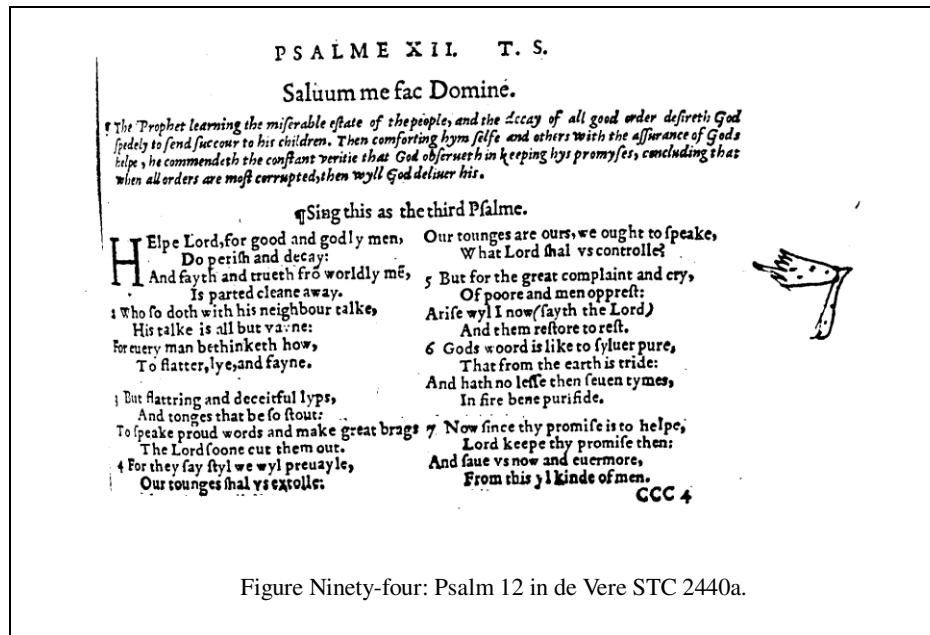 PSALME XII. T. S.
Saluum me fac Dominé.
¶ The Prophet learning the miſerable eſtate of the people, and the decay of all good order deſireth God
ſpedely to ſend ſuccour to his children. Then comforting hym ſelfe and others with the aſſurance of Gods
helpe, he commendeth the conſtant veritie that God obſerueth in keeping hys promyſes, concluding that
when all orders are moſt corrupted, then wyll God deliuer his.
¶Sing this as the third Pſalme.
HElpe Lord, for good and godly men,
Do periſh and decay:
And fayth and trueth frō worldly mē,
Is parted cleane away.
2 Who ſo doth with his neighbour talke,
His talke is all but vayne:
For euery man bethinketh how,
To flatter, lye, and fayne.
3 But flattring and deceitful lyps,
And tonges that be ſo ſtout:
To ſpeake proud words and make great brags
The Lord ſoone cut them out.
4 For they ſay ſtyl we wyl preuayle,
Our tounges ſhal vs extolle:
Our tounges are ours, we ought to ſpeake,
What Lord ſhal vs controlle?
5 But for the great complaint and cry,
Of poore and men oppreſt:
Ariſe wyl I now (ſayth the Lord)
And them reſtore to reſt.
6 Gods woord is like to ſyluer pure,
That from the earth is tride:
And hath no leſſe then ſeuen tymes,
In fire bene purifide.
7 Now ſince thy promiſe is to helpe,
Lord keepe thy promiſe then:
And ſaue vs now and euermore,
From this yl kinde of men.
CCC 4
Figure Ninety-four: Psalm 12 in de Vere STC 2440a.